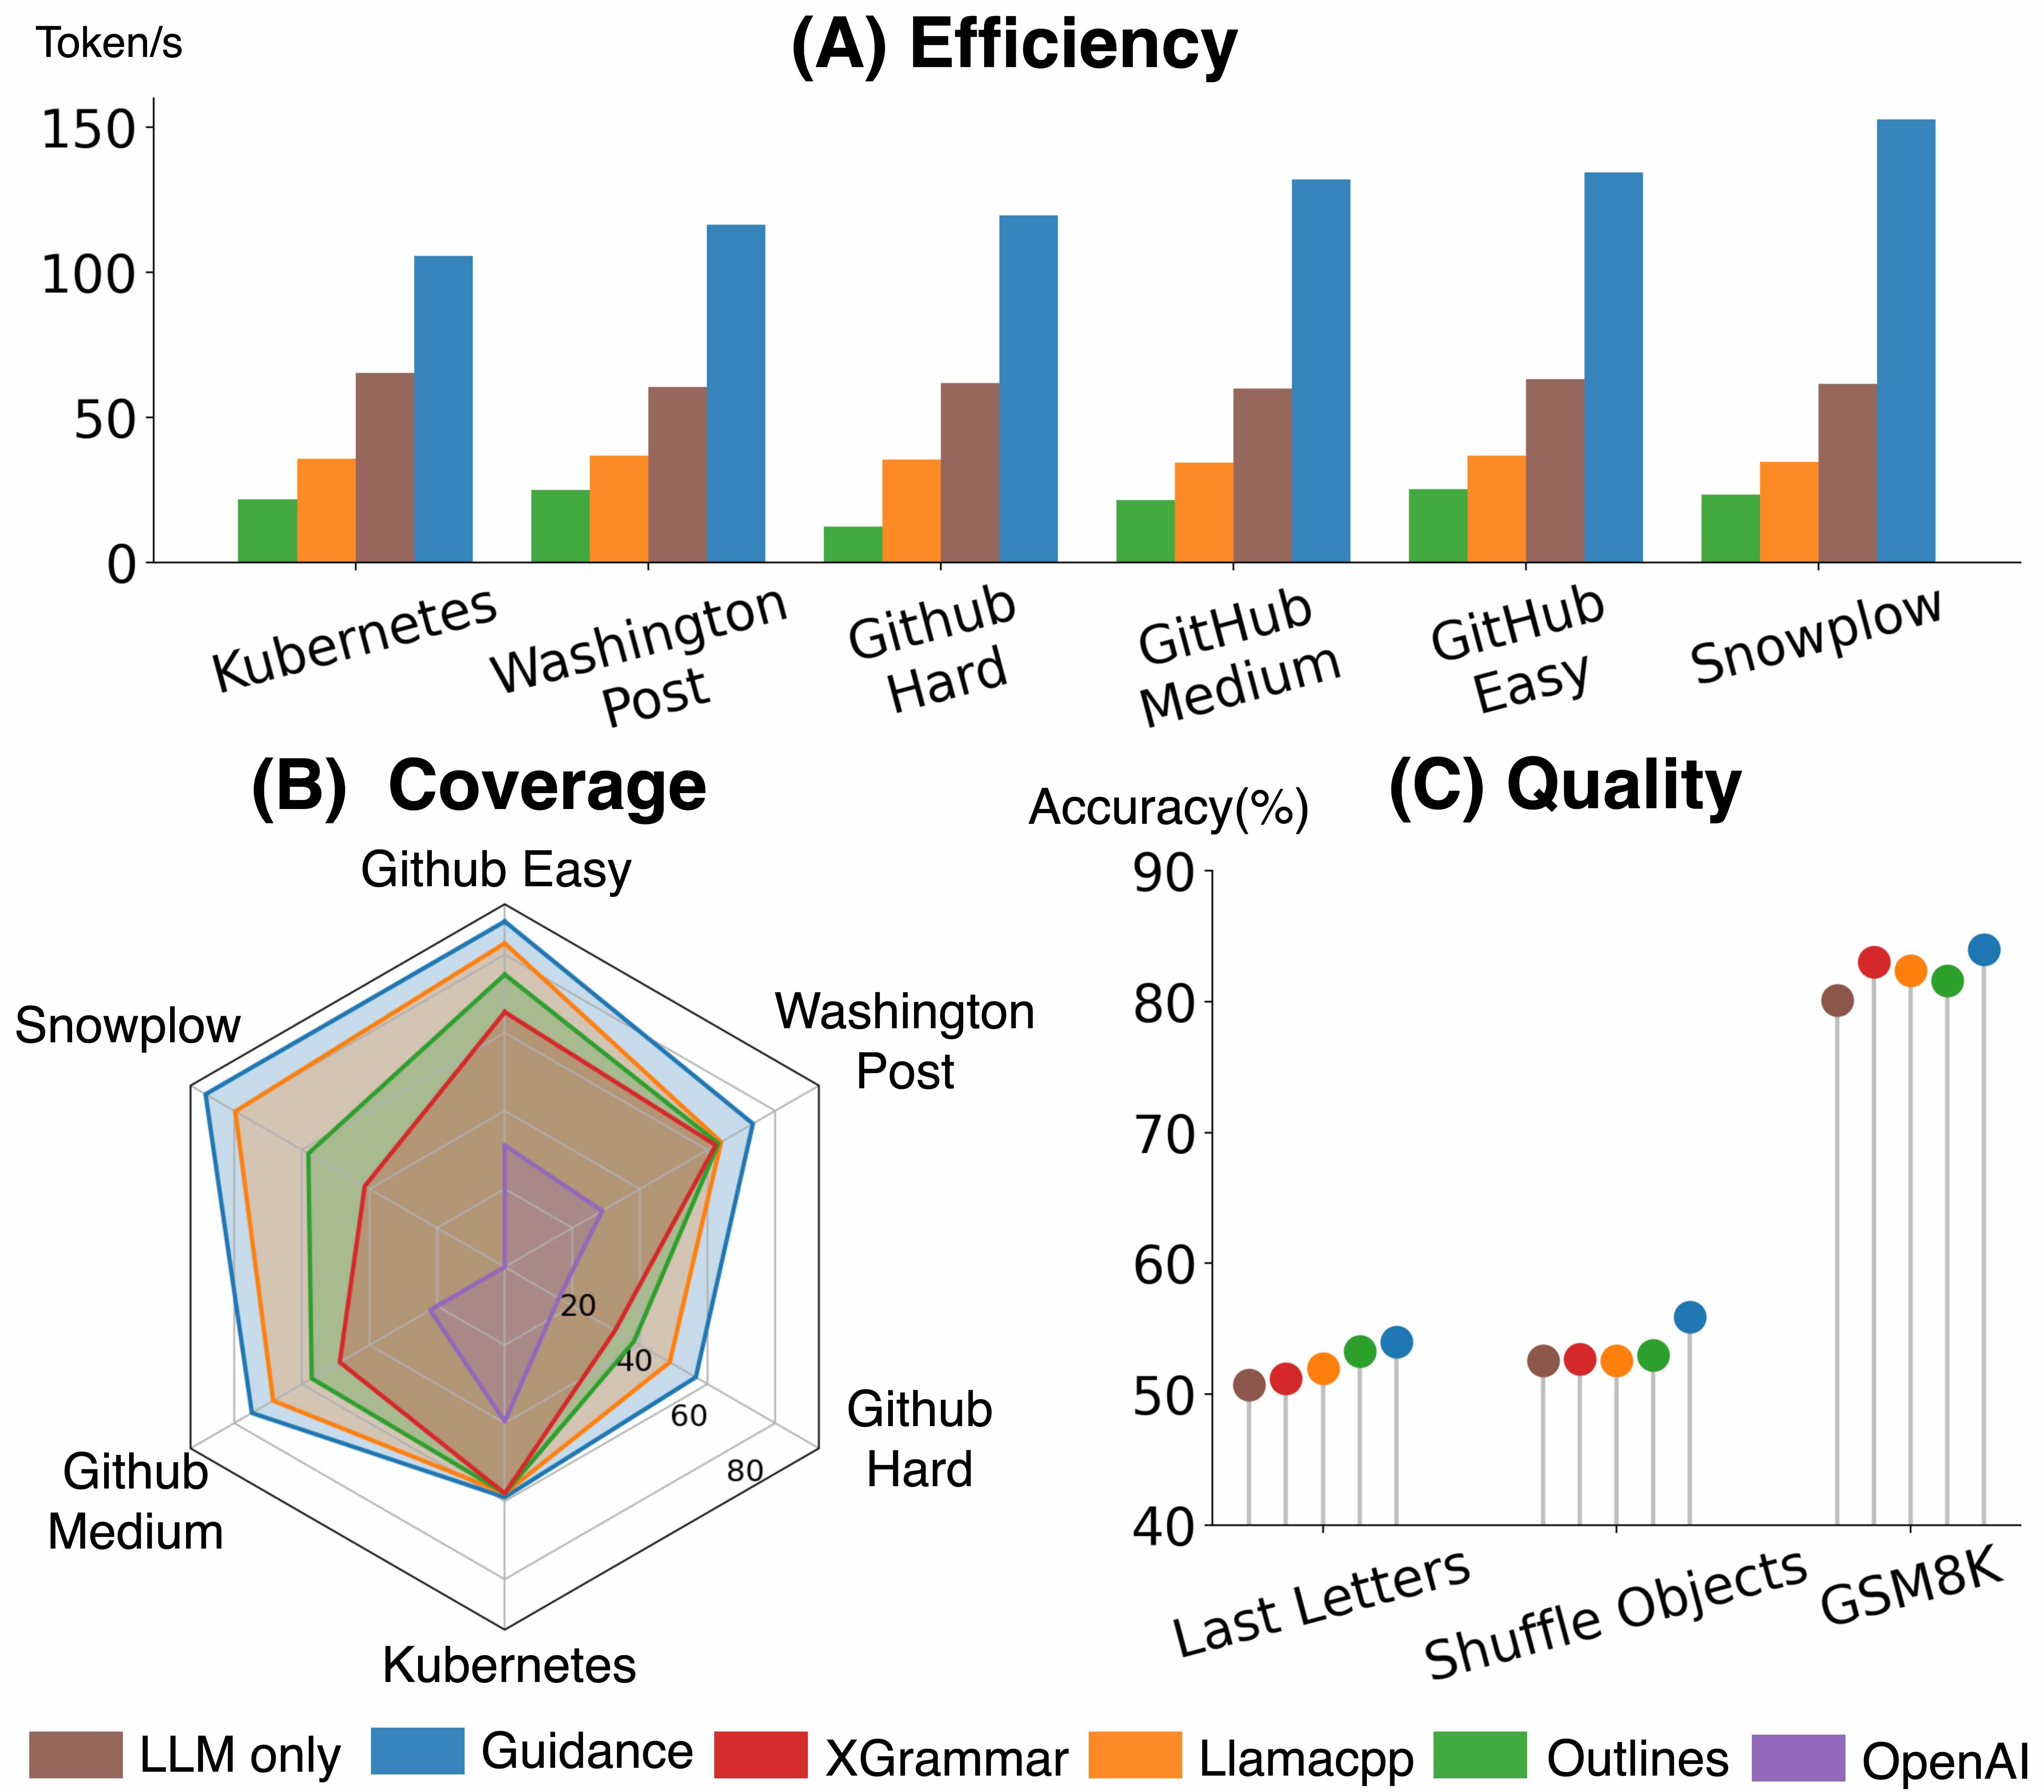 (A) Efficiency
Token/s
150
100
50
0
Kubernetes
Washington
Post
Github
Hard
GitHub
Medium
GitHub
Easy
Snowplow
(B) Coverage
Github Easy
Washington
Post
Snowplow
20
40
60
80
Github
Hard
Github
Medium
Kubernetes
(C) Quality
Accuracy(%)
90
80
70
60
50
40
Last Letters
Shuffle Objects
GSM8K
LLM only
Guidance
XGrammar
Llamacpp
Outlines
OpenAI